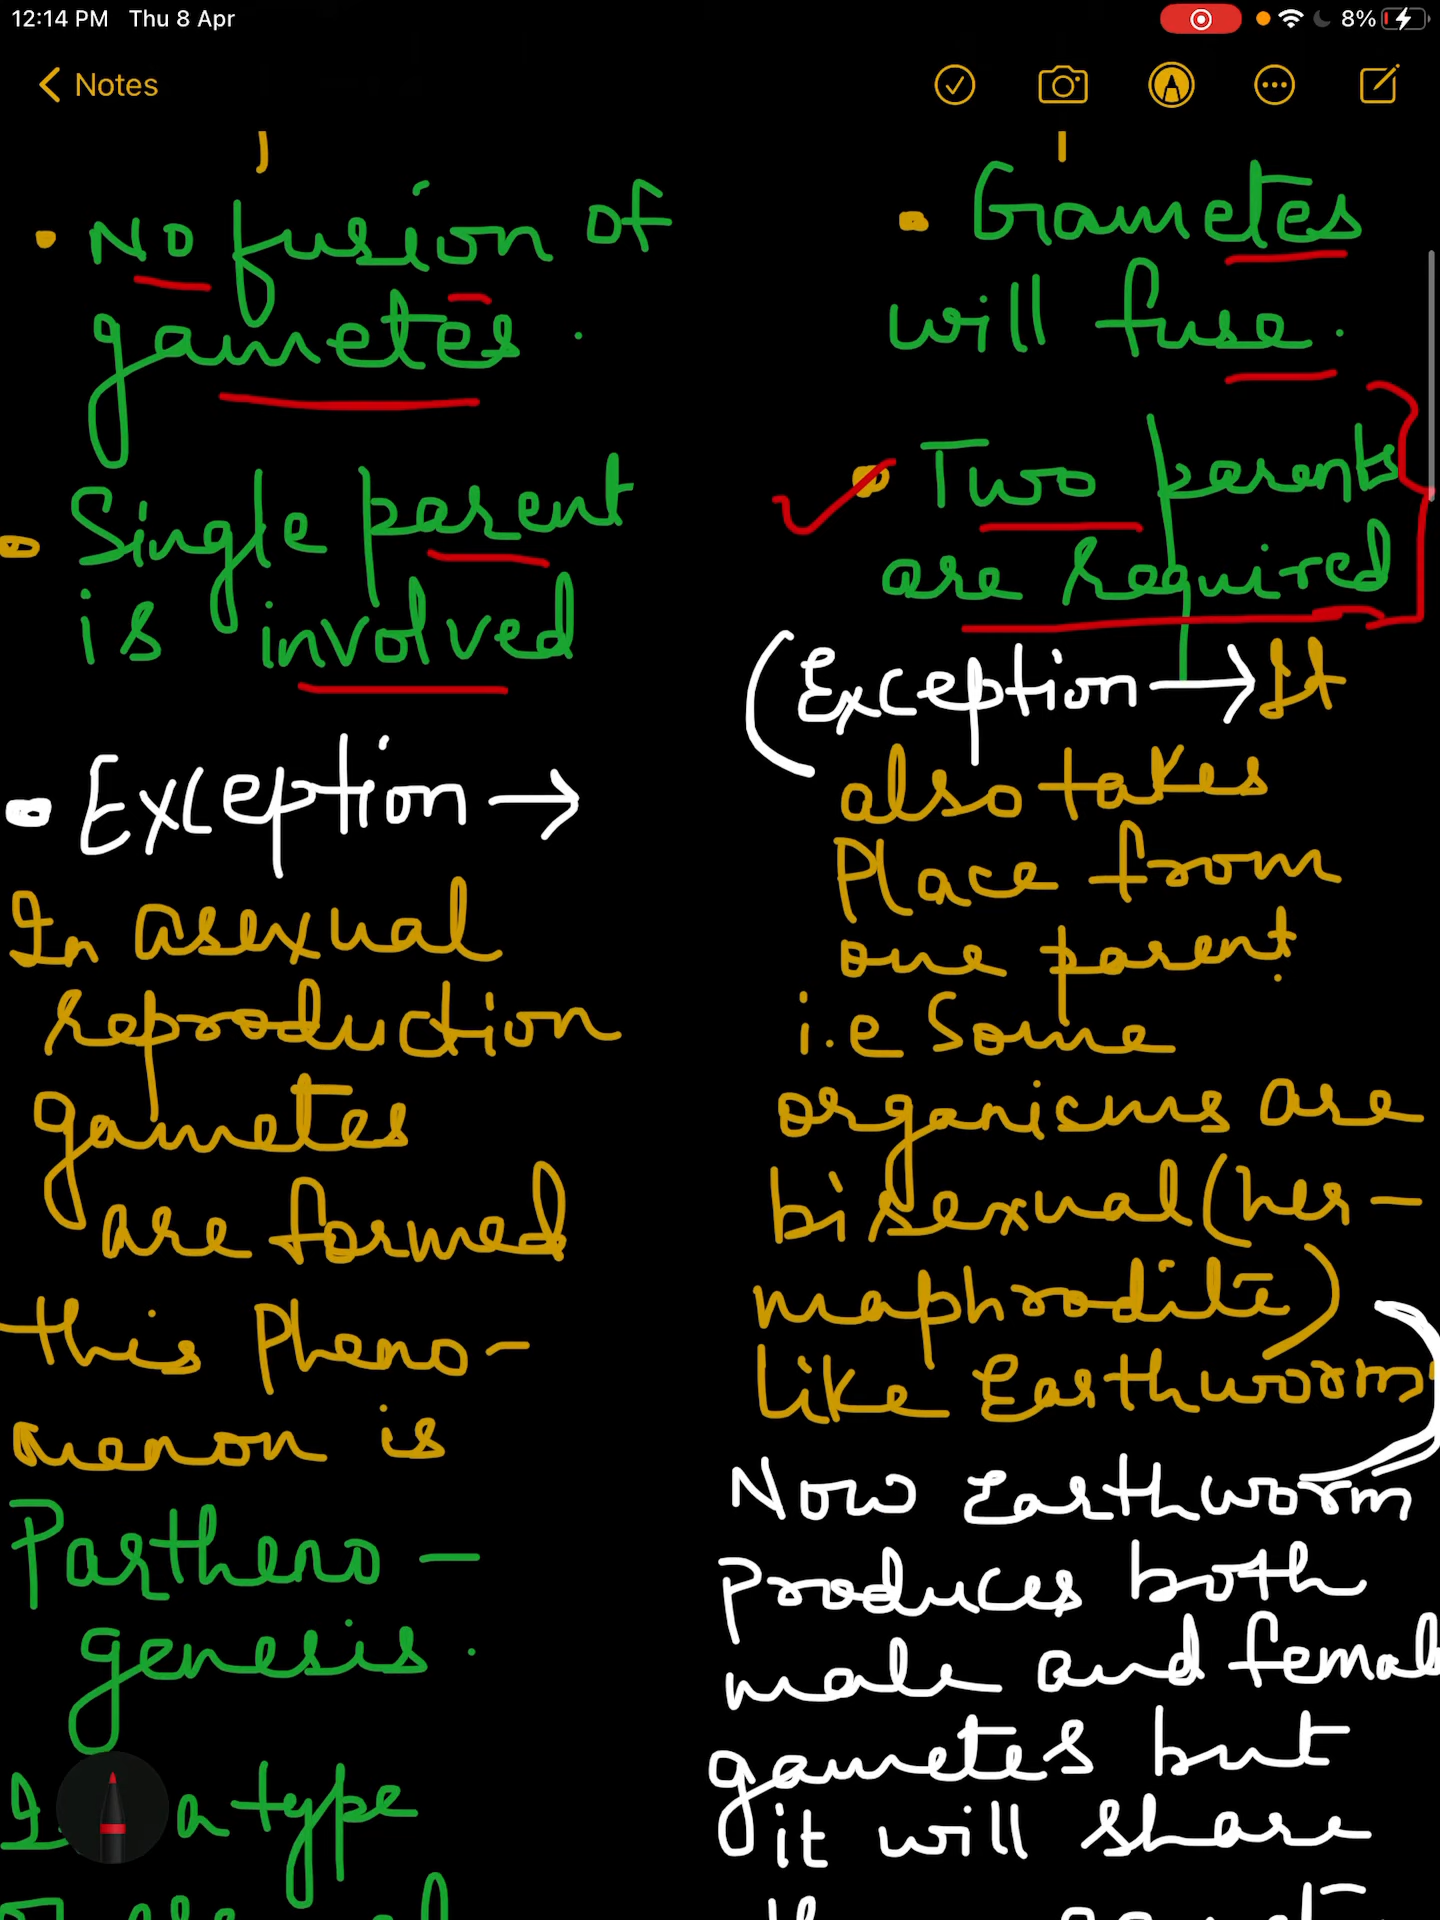 12:14 PM Thu 8 Apr
8%
Notes
• No fusion of
gametes.
• Single parent
is involved
• Exception →
In asexual
reproduction
gametes
are formed
this Pheno-
menon is
Partheno-
genesis.
a type
• Gametes
will fuse.
• Two parents
are required
(Exception → It
also takes
Place from
one parent
i.e Some
organisms are
bisexual (her-
maphrodite)
like Earthworm
Now Earthworm
produces both
male and female
gametes but
it will share